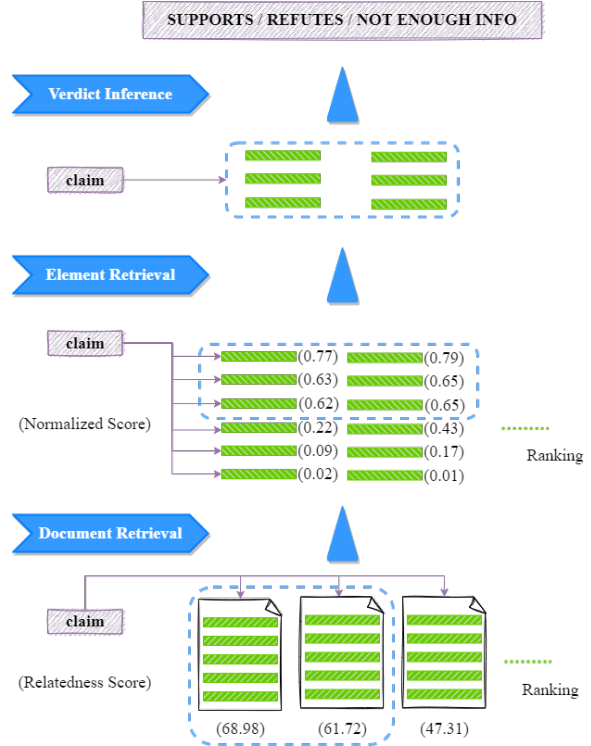 SUPPORTS / REFUTES / NOT ENOUGH INFO
Verdict Inference
claim
Element Retrieval
claim
(0.77) (0.79)
(0.63) (0.65)
(0.62) (0.65)
(Normalized Score)
(0.22) (0.43)
(0.09) (0.17)
Ranking
(0.02) (0.01)
Document Retrieval
claim
(Relatedness Score)
Ranking
(68.98) (61.72) (47.31)